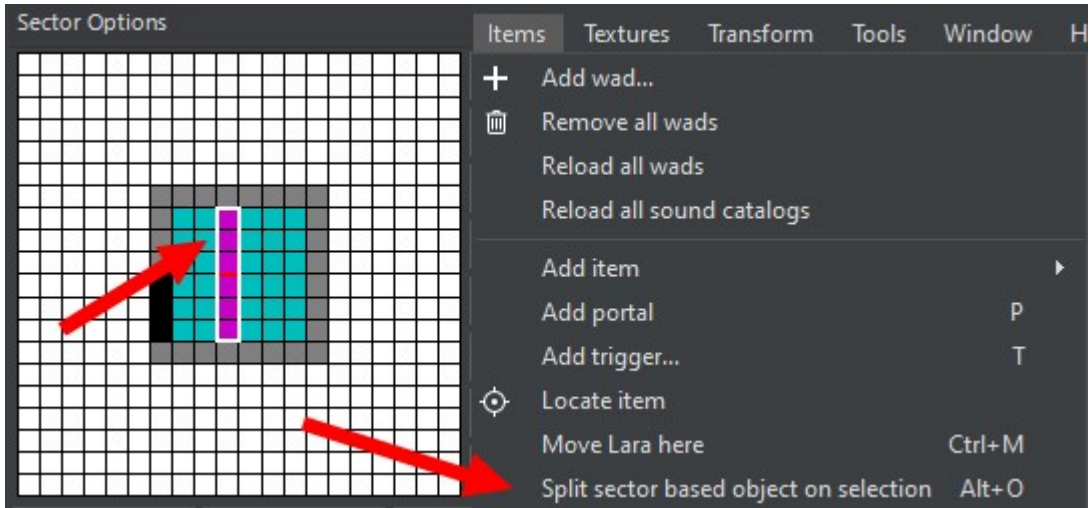 Sector Options
Items Textures Transform Tools Window H
Add wad...
Remove all wads
Reload all wads
Reload all sound catalogs
Add item
Add portal P
Add trigger... T
Locate item
Move Lara here Ctrl+M
Split sector based object on selection Alt+O